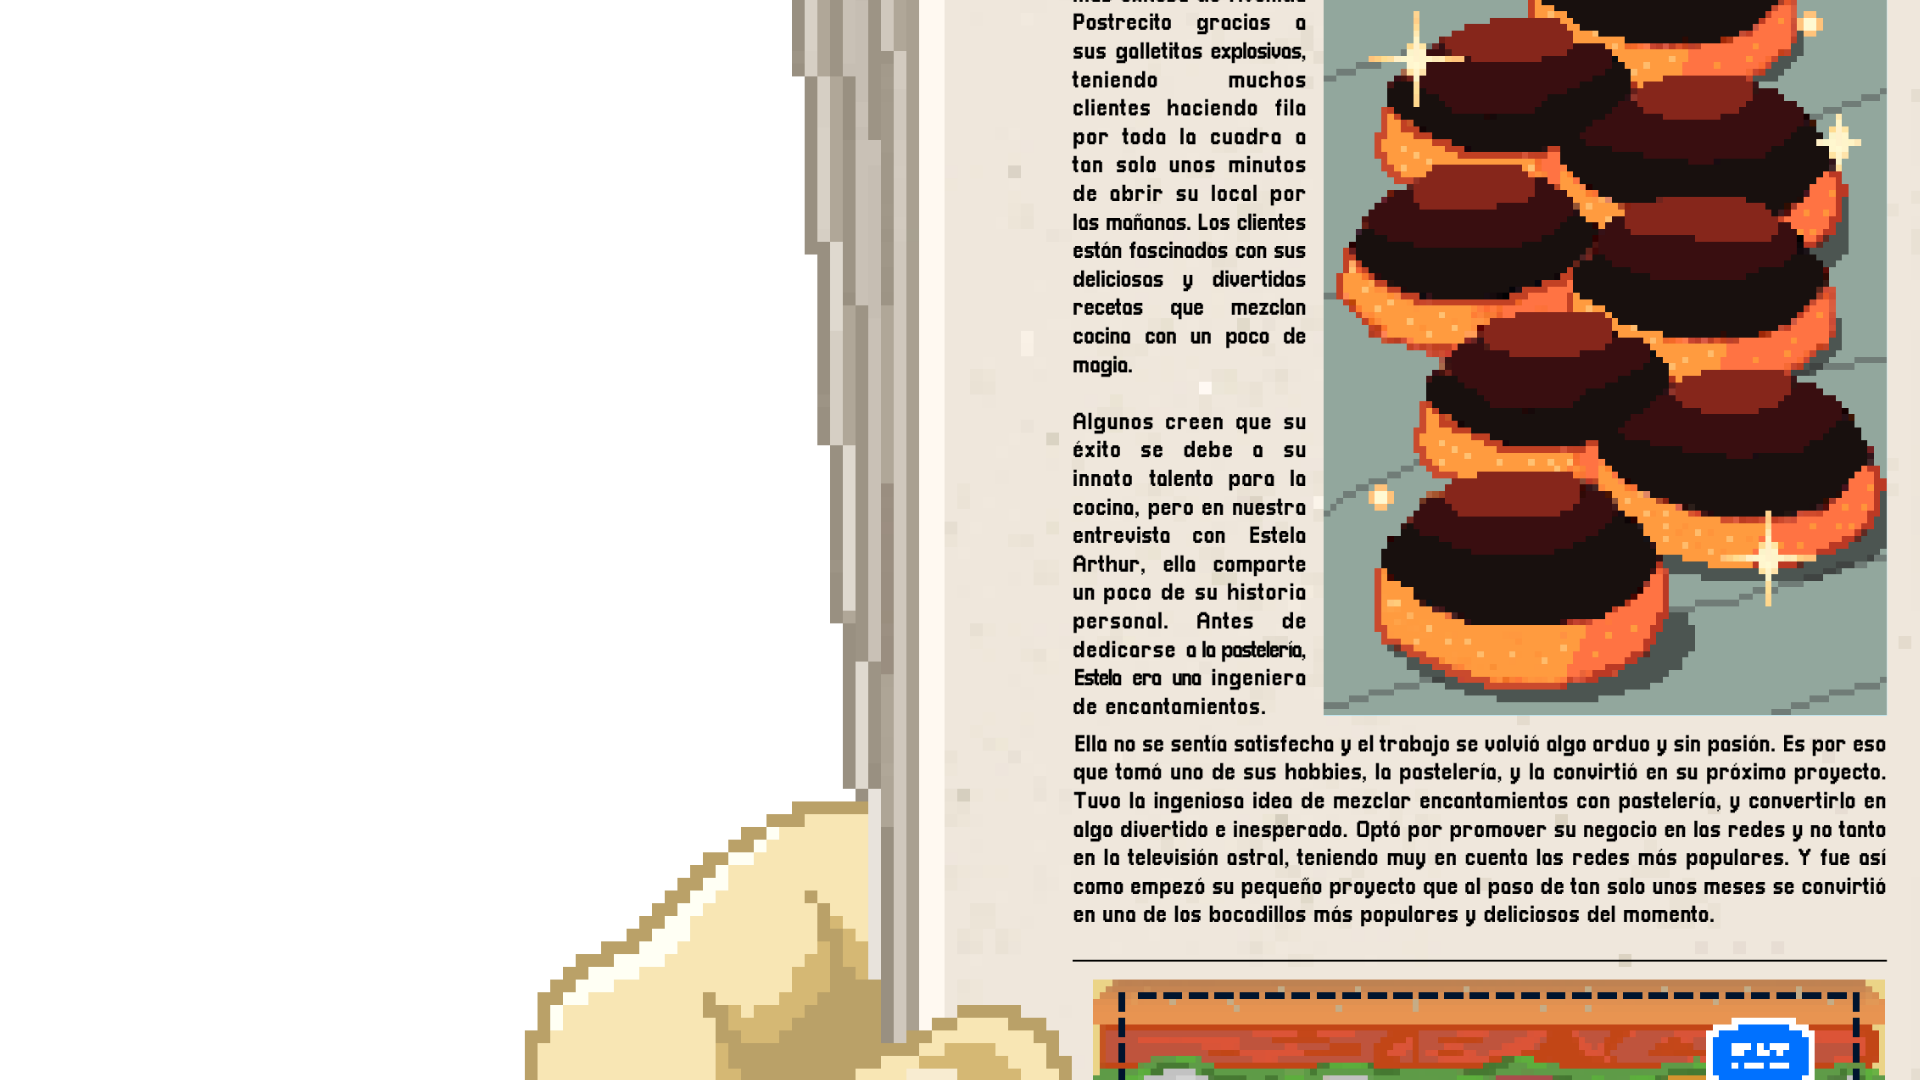 Postrecito gracias a
sus galletitas explosivas,
teniendo muchos
clientes haciendo fila
por toda la cuadra a
tan solo unos minutos
de abrir su local por
las mañanas. Los clientes
están fascinados con sus
deliciosas y divertidas
recetas que mezclan
cocina con un poco de
magia.
Algunos creen que su
éxito se debe a su
innato talento para la
cocina, pero en nuestra
entrevista con Estela
Arthur, ella comparte
un poco de su historia
personal. Antes de
dedicarse a la pastelería,
Estela era una ingeniera
de encantamientos.
Ella no se sentía satisfecha y el trabajo se volvió algo arduo y sin pasión. Es por eso
que tomó uno de sus hobbies, la pastelería, y la convirtió en su próximo proyecto.
Tuvo la ingeniosa idea de mezclar encantamientos con pastelería, y convertirlo en
algo divertido e inesperado. Optó por promover su negocio en las redes y no tanto
en la televisión astral, teniendo muy en cuenta las redes más populares. Y fue así
como empezó su pequeño proyecto que al paso de tan solo unos meses se convirtió
en una de los bocadillos más populares y deliciosos del momento.